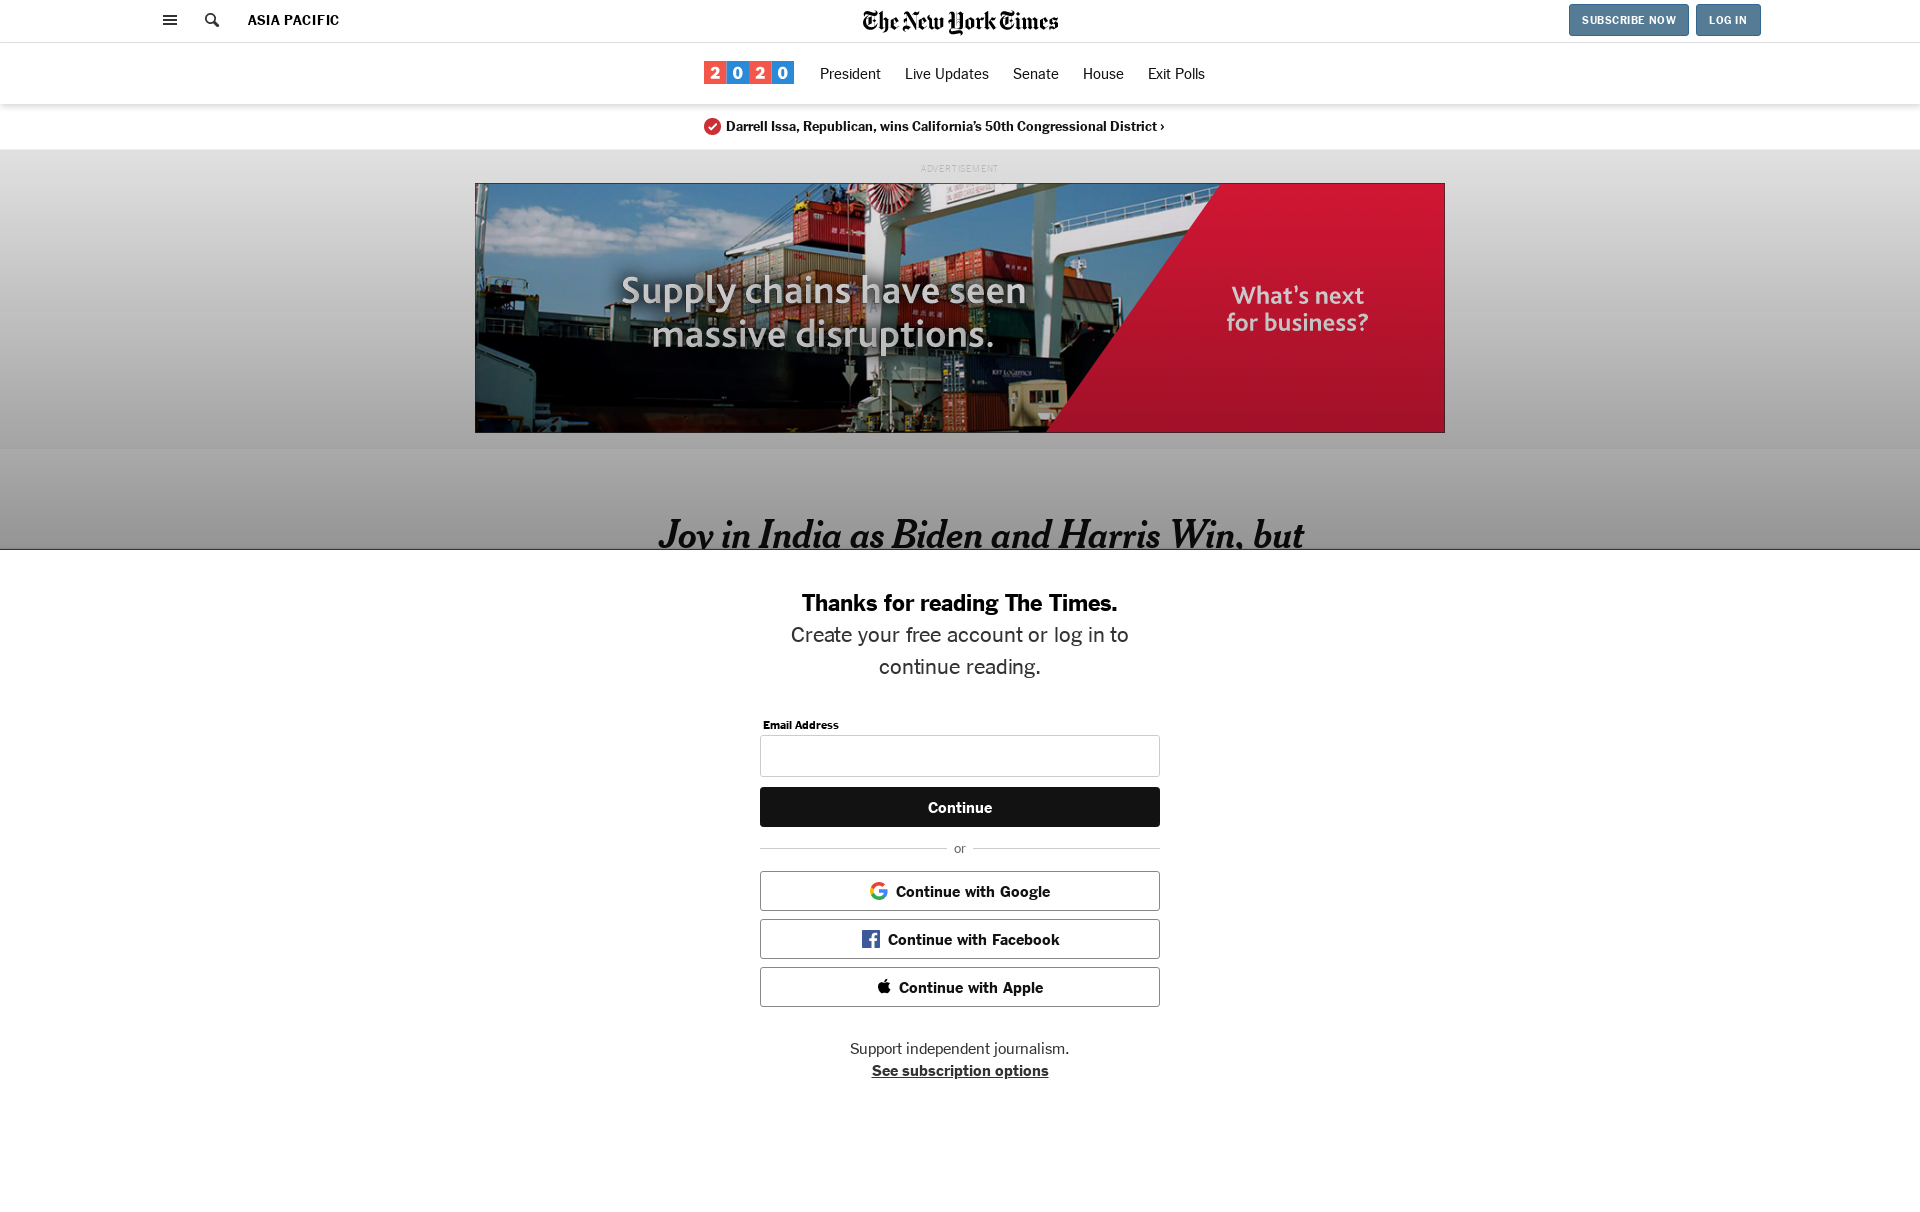 ASIA PACIFIC
The New York Times
SUBSCRIBE NOW
LOG IN
2020
President
Live Updates
Senate
House
Exit Polls
Darrell Issa, Republican, wins California’s 50th Congressional District ›
ADVERTISEMENT
Supply chains have seen
massive disruptions.
What’s next
for business?
Joy in India as Biden and Harris Win, but
Thanks for reading The Times.
Create your free account or log in to
continue reading.
Email Address
Continue
or
Continue with Google
Continue with Facebook
Continue with Apple
Support independent journalism.
See subscription options